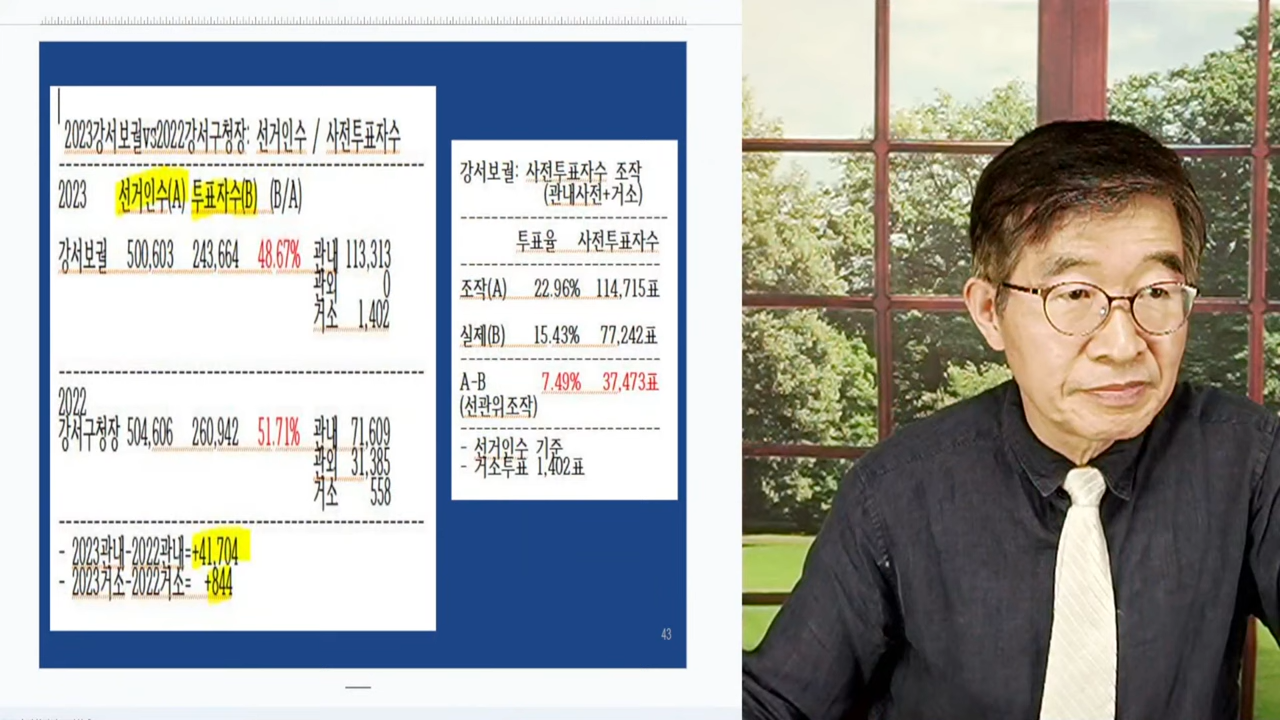 2023강서보궐vs2022강서구청장: 선거인수 / 사전투표자수
2023 선거인수(A) 투표자수(B) (B/A)
강서보궐 500,603 243,664 48.67% 관내 113,313
관외 0
거소 1,402
2022
강서구청장 504,606 260,942 51.71% 관내 71,609
관외 31,385
거소 558
- 2023관내-2022관내=+41,704
- 2023거소-2022거소= +844
강서보궐: 사전투표자수 조작
(관내사전+거소)
투표율 사전투표자수
조작(A) 22.96% 114,715표
실제(B) 15.43% 77,242표
A-B 7.49% 37,473표
(선관위조작)
- 선거인수 기준
- 거소투표 1,402표
43